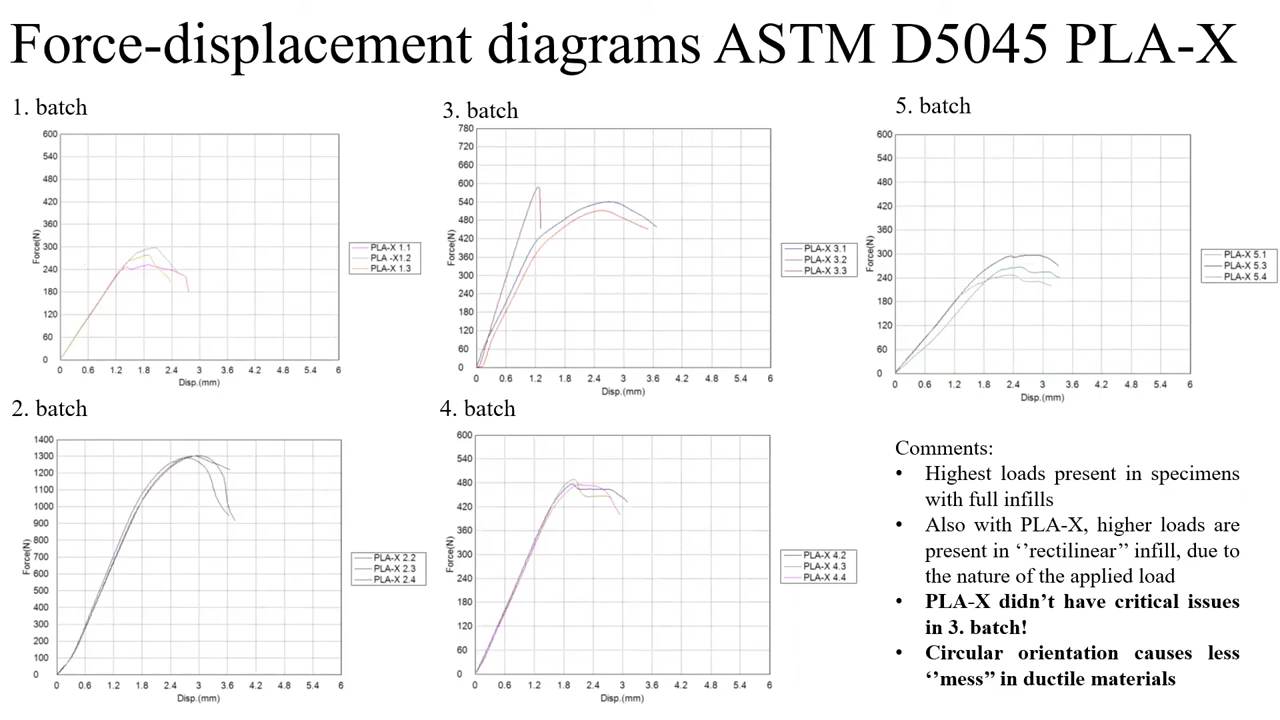 Force-displacement diagrams ASTM D5045 PLA-X
1. batch
600
540
480
420
360
300
240
180
120
60
0
Force(N)
0 0.6 1.2 1.8 2.4 3 3.6 4.2 4.8 5.4 6
Disp.(mm)
PLA-X 1.1
PLA -X1.2
PLA-X 1.3
2. batch
1400
1300
1200
1100
1000
900
800
700
600
500
400
300
200
100
0
Force(N)
0 0.6 1.2 1.8 2.4 3 3.6 4.2 4.8 5.4 6
Disp.(mm)
PLA-X 2.2
PLA-X 2.3
PLA-X 2.4
3. batch
780
720
660
600
540
480
420
360
300
240
180
120
60
0
Force(N)
0 0.6 1.2 1.8 2.4 3 3.6 4.2 4.8 5.4 6
Disp.(mm)
PLA-X 3.1
PLA-X 3.2
PLA-X 3.3
4. batch
600
540
480
420
360
300
240
180
120
60
0
Force(N)
0 0.6 1.2 1.8 2.4 3 3.6 4.2 4.8 5.4 6
Disp.(mm)
PLA-X 4.2
PLA-X 4.3
PLA-X 4.4
5. batch
600
540
480
420
360
300
240
180
120
60
0
Force(N)
0 0.6 1.2 1.8 2.4 3 3.6 4.2 4.8 5.4 6
Disp.(mm)
PLA-X 5.1
PLA-X 5.3
PLA-X 5.4
Comments:
• Highest loads present in specimens
with full infills
• Also with PLA-X, higher loads are
present in ‘’rectilinear’’ infill, due to
the nature of the applied load
• PLA-X didn’t have critical issues
in 3. batch!
• Circular orientation causes less
‘’mess’’ in ductile materials